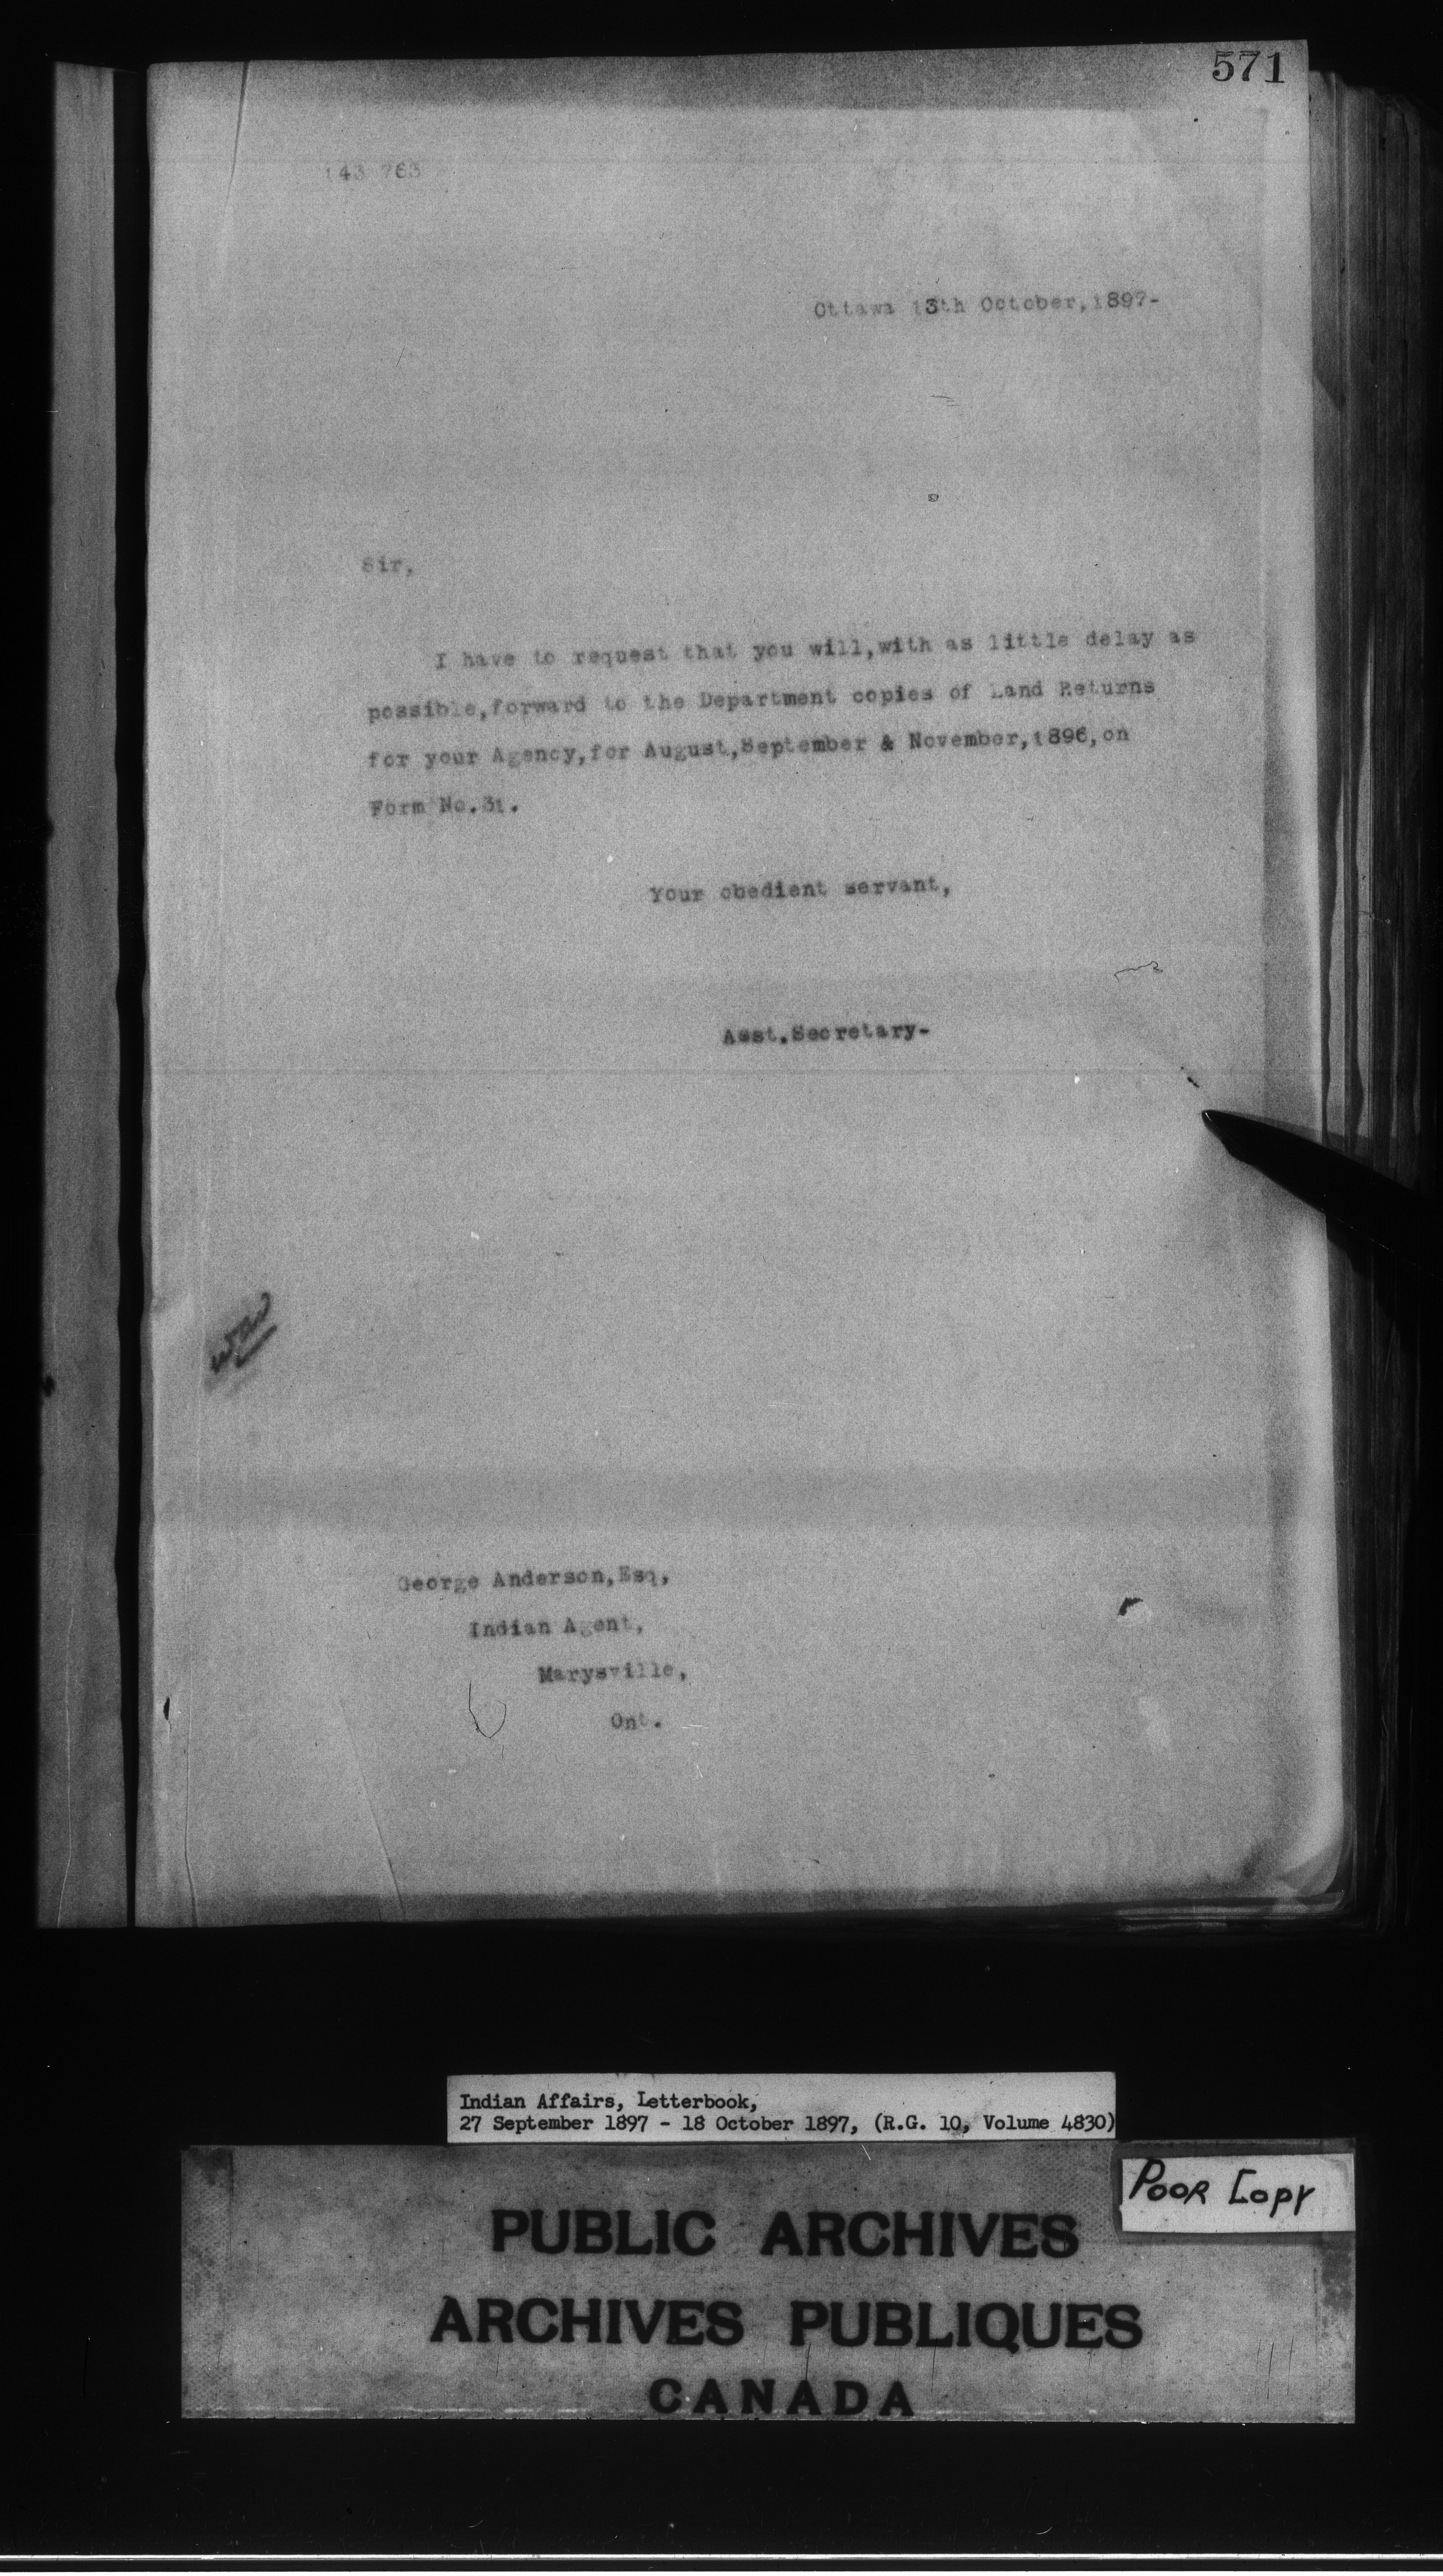 571
143 763
Ottawa 13th October,1897-
Sir,
I have to request that you will,with as little delay as
possible,forward to the Department copies of Land Returns
for your Agency,for August,September & November,1896,on
Form No.31.
Your obedient servant,
Asst.Secretary-
George Anderson,Esq,
Indian Agent,
Marysville,
Ont.
Indian Affairs, Letterbook,
27 September 1897 - 18 October 1897, (R.G. 10, Volume 4830)
POOR COPY
PUBLIC ARCHIVES
ARCHIVES PUBLIQUES
CANADA